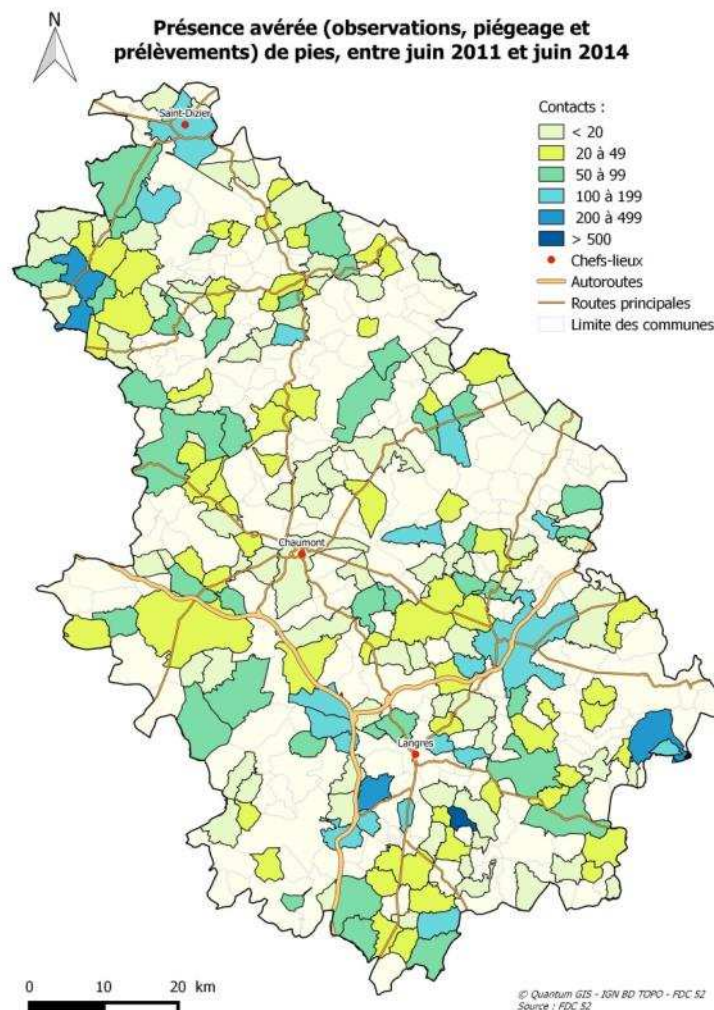 N
Présence avérée (observations, piégeage et
prélèvements) de pies, entre juin 2011 et juin 2014
Contacts :
< 20
20 à 49
50 à 99
100 à 199
200 à 499
> 500
Chefs-lieux
Autoroutes
Routes principales
Limite des communes
Saint-Dizier
Chaumont
Langres
0 10 20 km
© Quantum GIS - IGN BD TOPO - FDC 52
Source : FDC 52